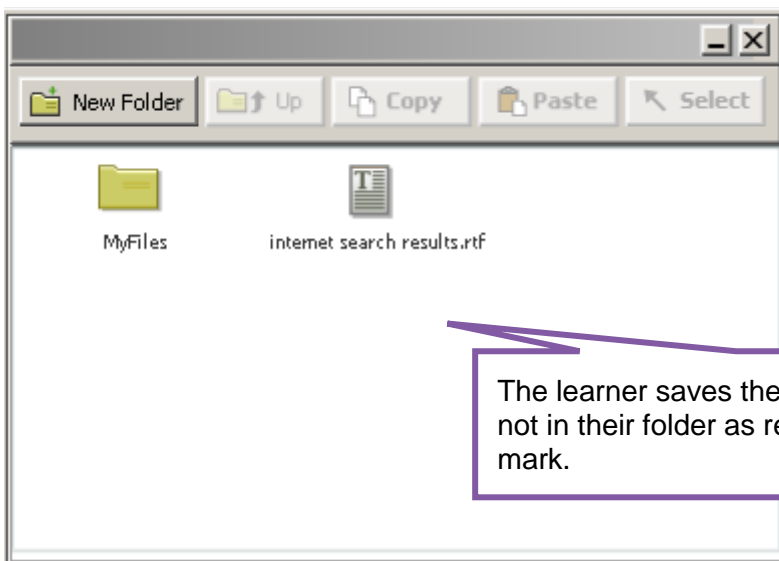 New Folder Up Copy Paste Select
MyFiles internet search results.rtf
The learner saves the
not in their folder as
mark.